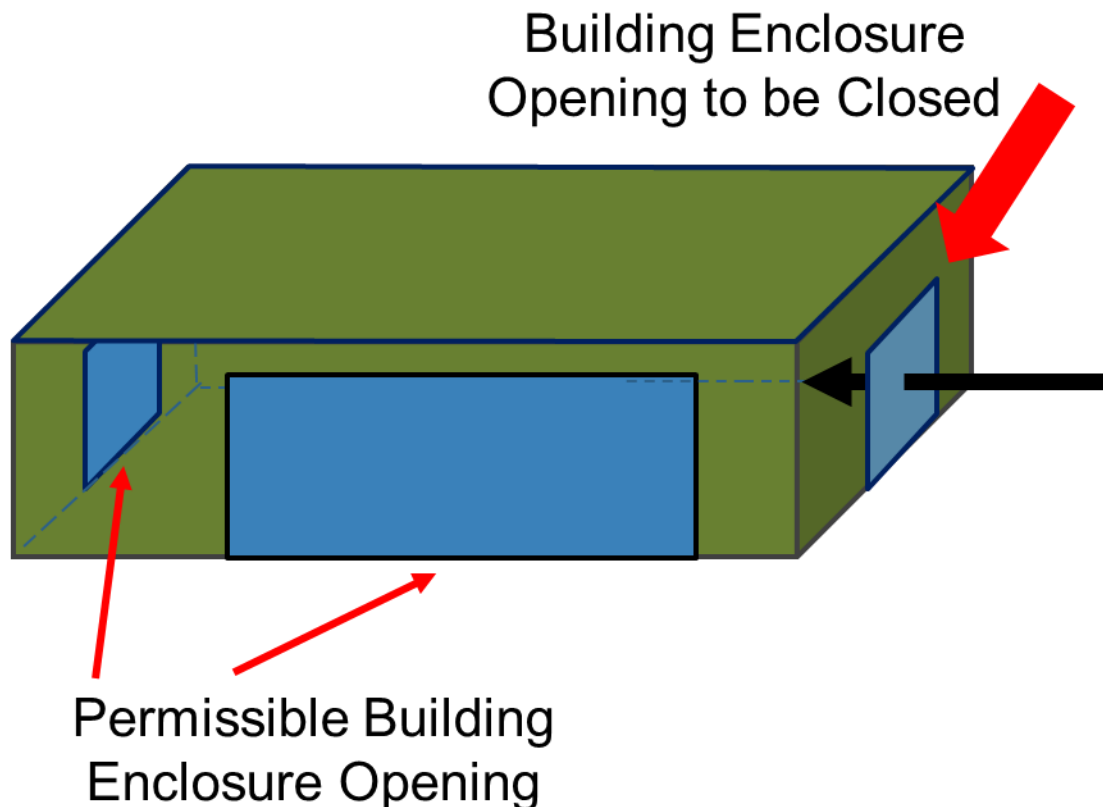 Building Enclosure
Opening to be Closed
Permissible Building
Enclosure Opening